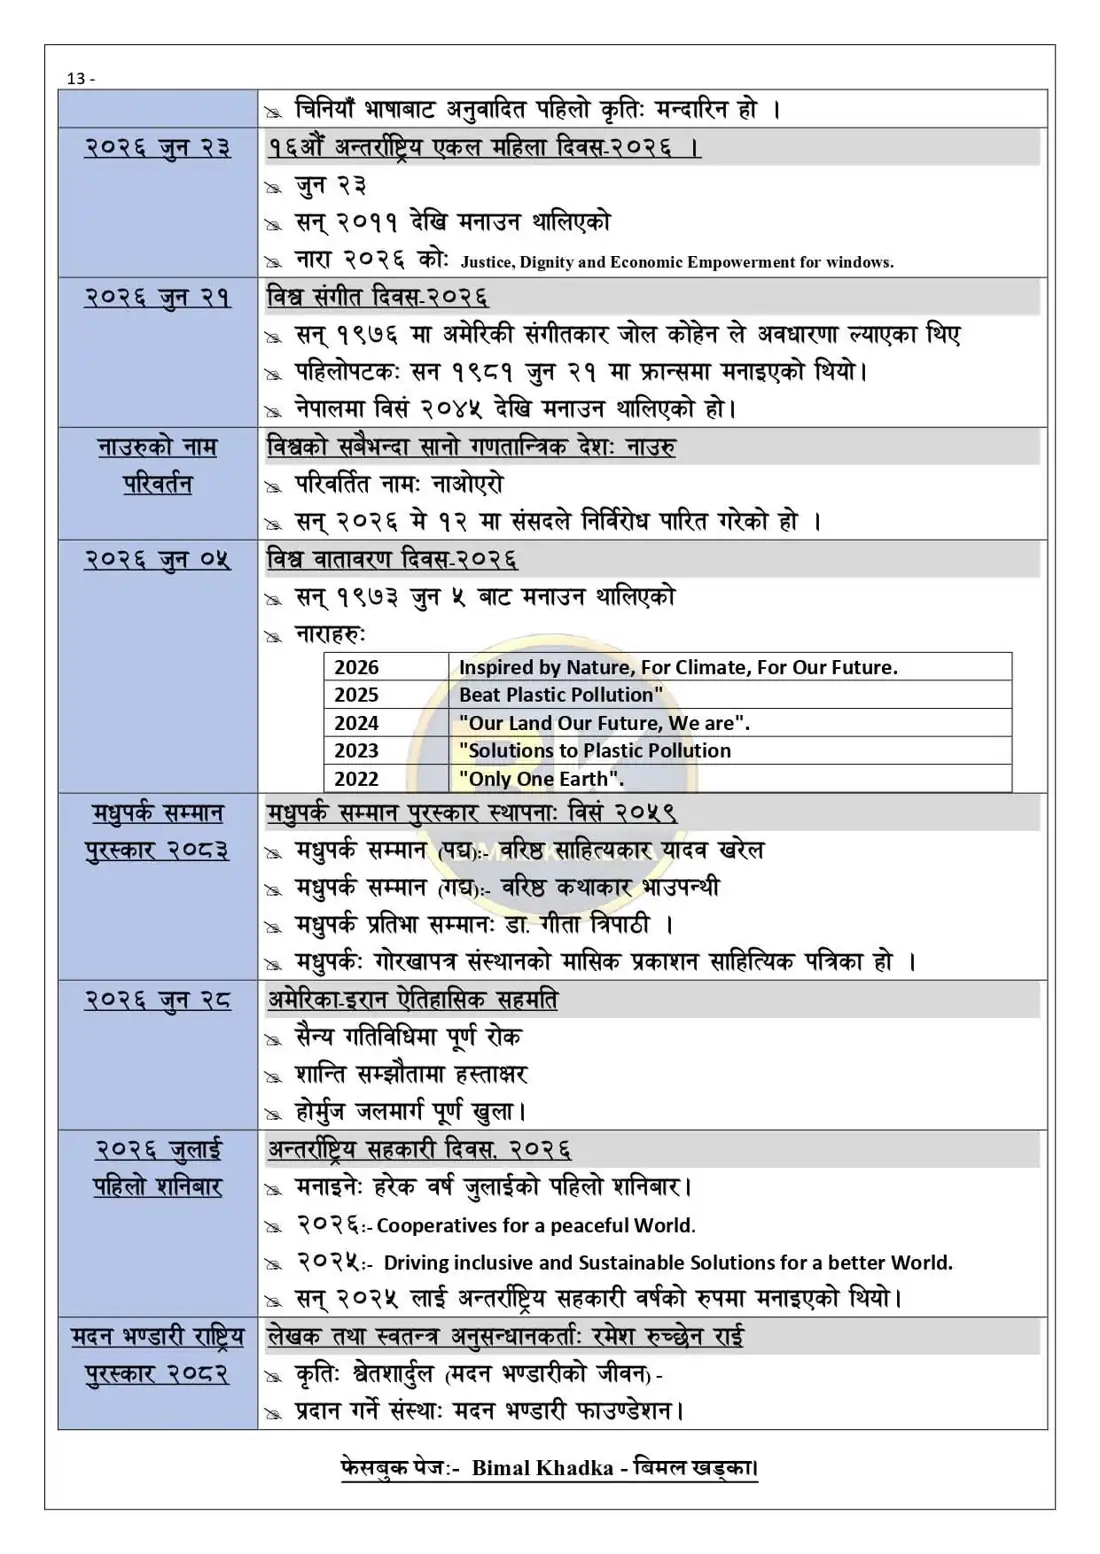 13 -
चिनियाँ भाषाबाट अनुवादित पहिलो कृतिः मन्दारिन हो ।
२०२६ जुन २३
१६औं अन्तर्राष्ट्रिय एकल महिला दिवस-२०२६ ।
जुन २३
सन् २०११ देखि मनाउन थालिएको
नारा २०२६ कोः Justice, Dignity and Economic Empowerment for windows.
२०२६ जुन २१
विश्व संगीत दिवस-२०२६
सन् १९७६ मा अमेरिकी संगीतकार जोल कोहेन ले अवधारणा ल्याएका थिए
पहिलोपटकः सन १९८१ जुन २१ मा फ्रान्समा मनाइएको थियो।
नेपालमा विसं २०४५ देखि मनाउन थालिएको हो।
नाउरुको नाम
परिवर्तन
विश्वको सबैभन्दा सानो गणतान्त्रिक देशः नाउरु
परिवर्तित नामः नाओएरो
सन् २०२६ मे १२ मा संसदले निर्विरोध पारित गरेको हो ।
२०२६ जुन ०५
विश्व वातावरण दिवस-२०२६
सन् १९७३ जुन ५ बाट मनाउन थालिएको
नाराहरुः
2026 Inspired by Nature, For Climate, For Our Future.
2025 Beat Plastic Pollution"
2024 "Our Land Our Future, We are".
2023 "Solutions to Plastic Pollution
2022 "Only One Earth".
मधुपर्क सम्मान
पुरस्कार २०८३
मधुपर्क सम्मान पुरस्कार स्थापनाः विसं २०५९
मधुपर्क सम्मान (पद्य):- वरिष्ठ साहित्यकार यादव खरेल
मधुपर्क सम्मान (गद्य):- वरिष्ठ कथाकार भाउपन्थी
मधुपर्क प्रतिभा सम्मानः डा. गीता त्रिपाठी ।
मधुपर्कः गोरखापत्र संस्थानको मासिक प्रकाशन साहित्यिक पत्रिका हो ।
२०२६ जुन २८
अमेरिका-इरान ऐतिहासिक सहमति
सैन्य गतिविधिमा पूर्ण रोक
शान्ति सम्झौतामा हस्ताक्षर
होर्मुज जलमार्ग पूर्ण खुला।
२०२६ जुलाई
पहिलो शनिबार
अन्तर्राष्ट्रिय सहकारी दिवस, २०२६
मनाइनेः हरेक वर्ष जुलाईको पहिलो शनिबार।
२०२६:- Cooperatives for a peaceful World.
२०२५:- Driving inclusive and Sustainable Solutions for a better World.
सन् २०२५ लाई अन्तर्राष्ट्रिय सहकारी वर्षको रुपमा मनाइएको थियो।
मदन भण्डारी राष्ट्रिय
पुरस्कार २०८२
लेखक तथा स्वतन्त्र अनुसन्धानकर्ताः रमेश रुच्छेन राई
कृतिः श्वेतशार्दुल (मदन भण्डारीको जीवन) -
प्रदान गर्ने संस्थाः मदन भण्डारी फाउण्डेशन।
फेसबुक पेज:- Bimal Khadka - बिमल खड्का।